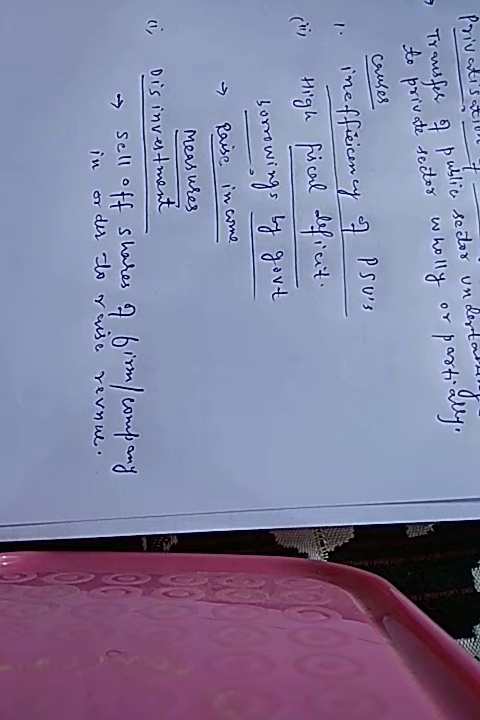 Privatisation
→ Transfer of public sector undertakings
to private sector wholly or partially.
Causes
1. inefficiency of PSU's
(ii) High fiscal deficit.
borrowings by govt
→ Raise income
Measures
(i) Disinvestment
→ Sell off shares of firm/company
in order to raise revenue.